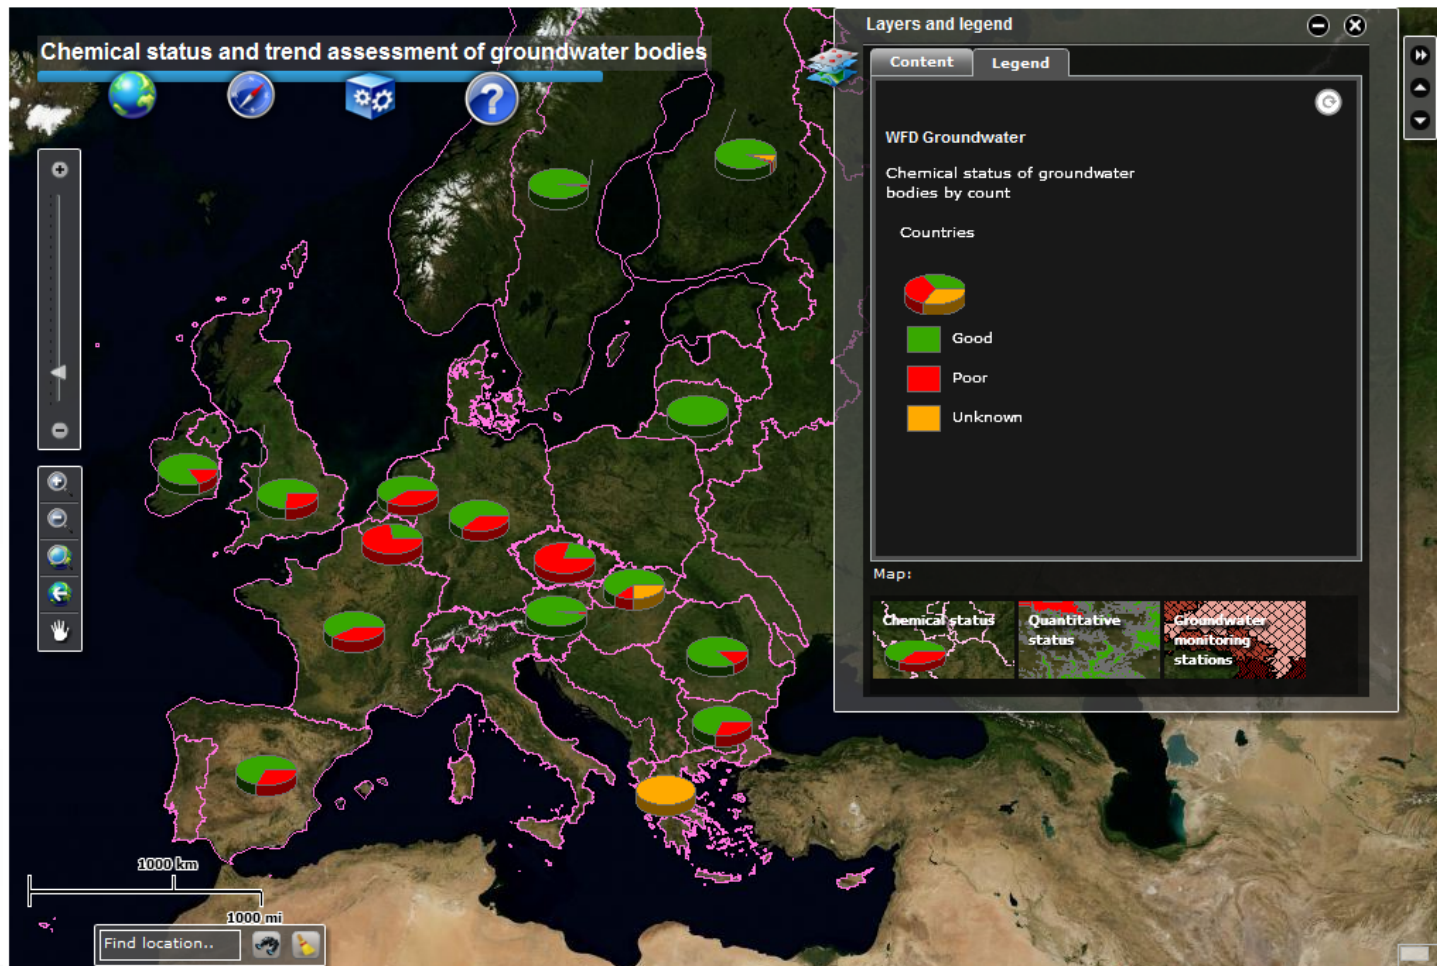 Chemical status and trend assessment of groundwater bodies
Layers and legend
Content
Legend
WFD Groundwater
Chemical status of groundwater
bodies by count
Countries
Good
Poor
Unknown
Map:
Chemical status
Quantitative
status
Groundwater
monitoring
stations
1000 km
1000 mi
Find location..